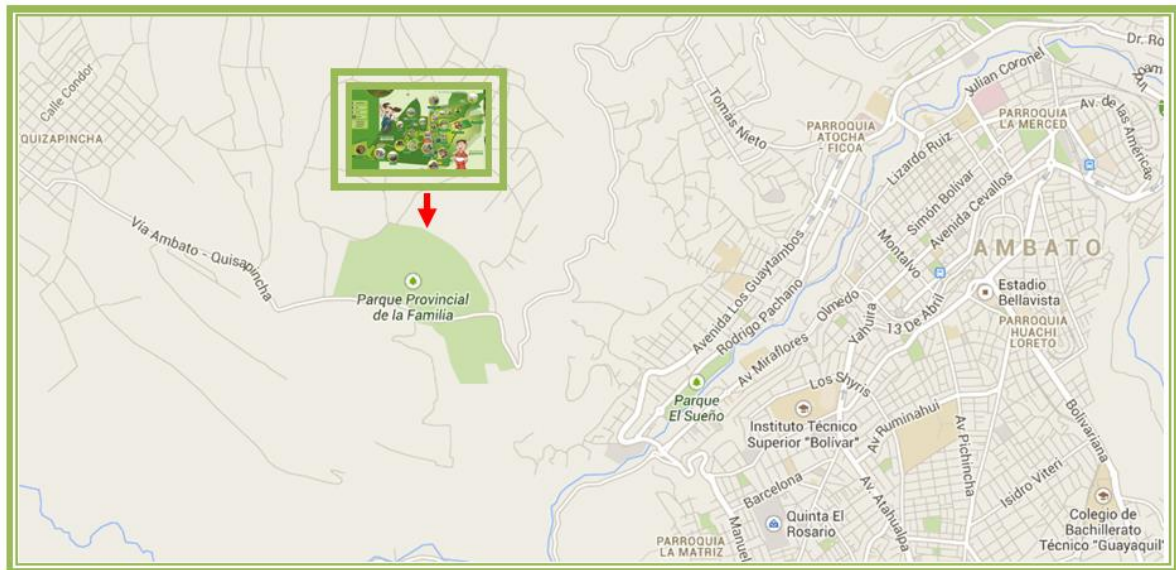 Calle Condor
QUIZAPINCHA
Vía Ambato - Quisapincha
Parque Provincial
de la Familia
Tomás Nieto
PARROQUIA
ATOCHA
- FICOA
Julian Coronel
Dr. Ro
PARROQUIA
LA MERCED
Av. de las Américas
Lizardo Ruiz
Simón Bolívar
Avenida Cevallos
Montalvo
AMBATO
Estadio
Bellavista
PARROQUIA
HUACHI
LORETO
Avenida Los Guaytambos
Rodrigo Pachano
Av Miraflores
Olmedo
Yahuira
13 De Abril
Los Shyris
Parque
El Sueño
Instituto Técnico
Superior "Bolívar"
Av Ruminahui
Av Pichincha
Bolivariana
Isidro Viteri
Barcelona
Av. Atahualpa
Quinta El
Rosario
PARROQUIA
LA MATRIZ
Manuel
Colegio de
Bachillerato
Técnico "Guayaquil"